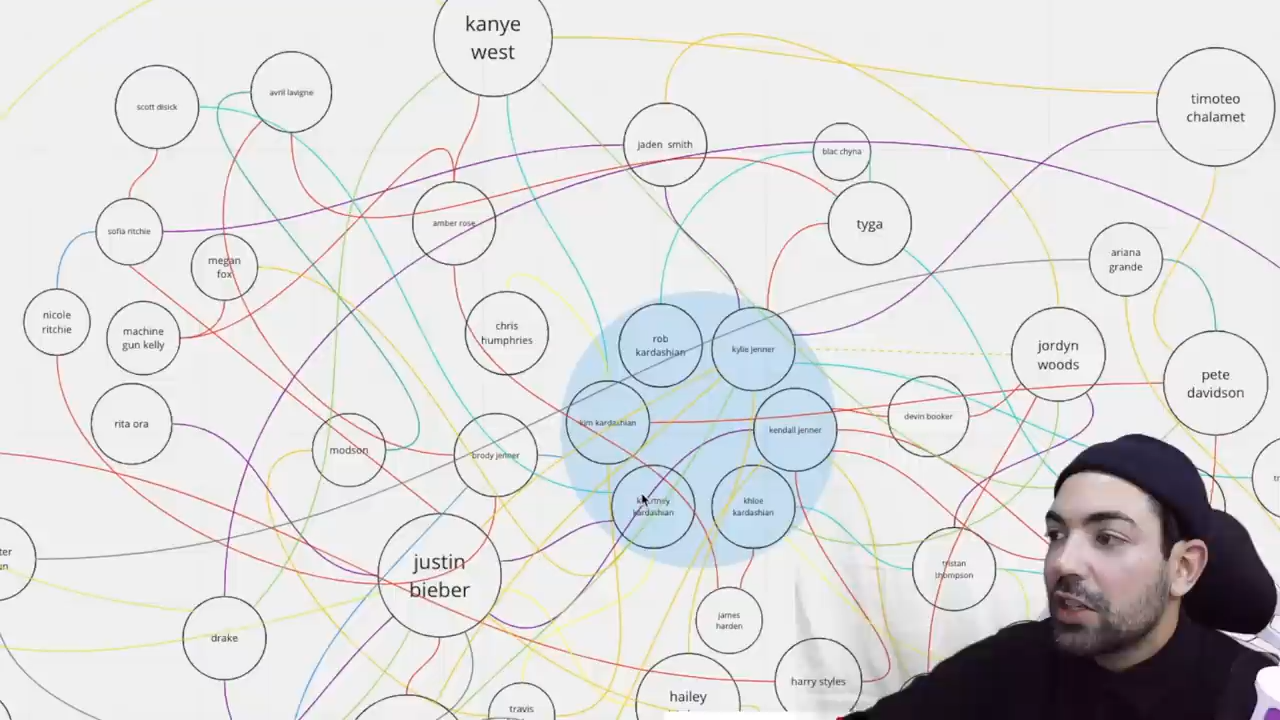 kanye
west
scott disick
avril lavigne
timoteo
chalamet
jaden smith
blac chyna
sofia ritchie
amber rose
tyga
megan
fox
ariana
grande
nicole
ritchie
machine
gun kelly
chris
humphries
rob
kardashian
kylie jenner
jordyn
woods
pete
davidson
rita ora
modson
brody jenner
kim kardashian
kendall jenner
devin booker
kardashian
khloe
kardashian
justin
bieber
tristan
thompson
james
harden
drake
harry styles
hailey
travis